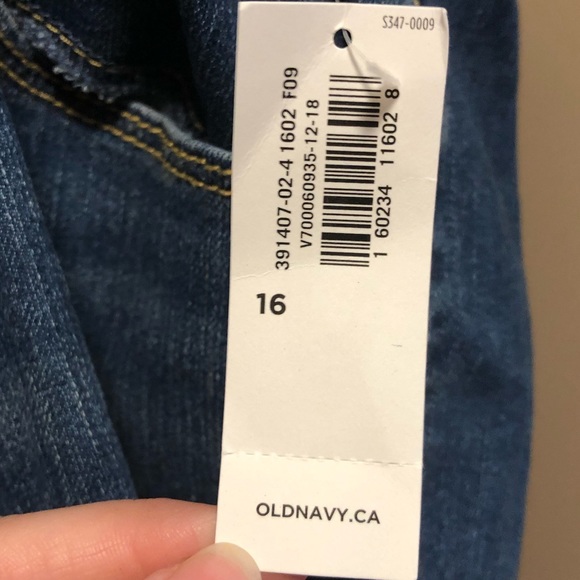 S347-0009
391407-02-4 1602 F09
V700060935-12-18
1 60234 11602 8
16
OLDNAVY.CA